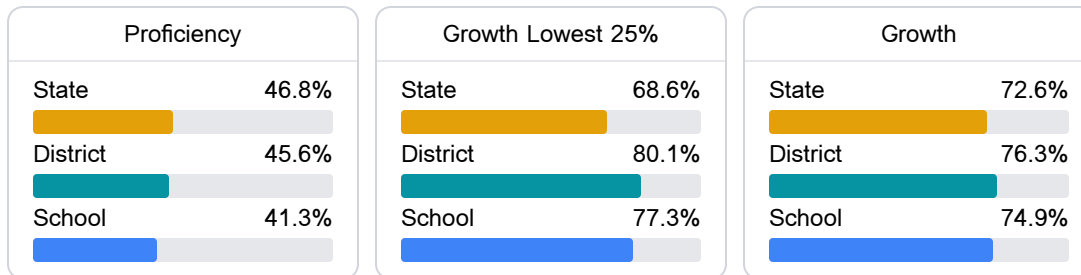 Proficiency
State 46.8%
District 45.6%
School 41.3%
Growth Lowest 25%
State 68.6%
District 80.1%
School 77.3%
Growth
State 72.6%
District 76.3%
School 74.9%